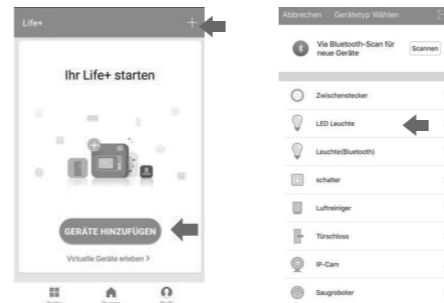 Life+
Ihr Life+ starten
GERÄTE HINZUFÜGEN
Virtuelle Geräte erleben >
Abbrechen Gerätetyp Wählen
Via Bluetooth-Scan für
neue Geräte
Scannen
Zwischenstecker
LED Leuchte
Leuchte(Bluetooth)
schalter
Luftreiniger
Türschloss
IP-Cam
Saugroboter